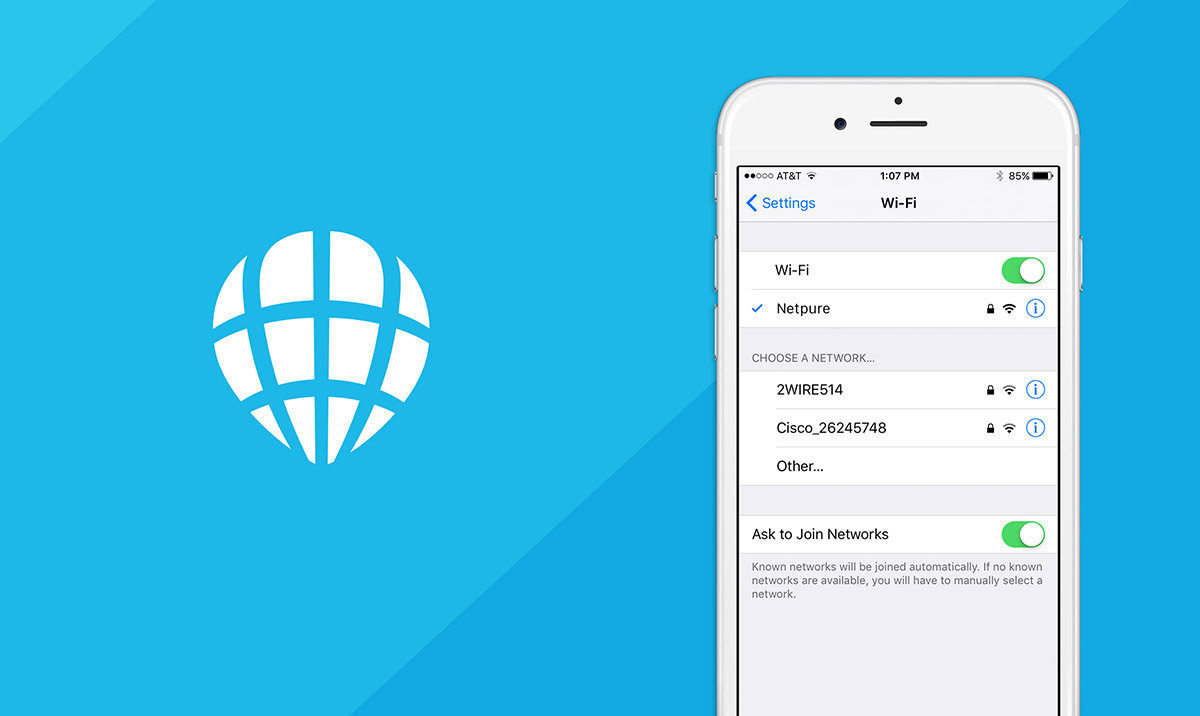 AT&T 1:07 PM 85%
Settings Wi-Fi
Wi-Fi
Netpure
CHOOSE A NETWORK...
2WIRE514
Cisco_26245748
Other...
Ask to Join Networks
Known networks will be joined automatically. If no known
networks are available, you will have to manually select a
network.